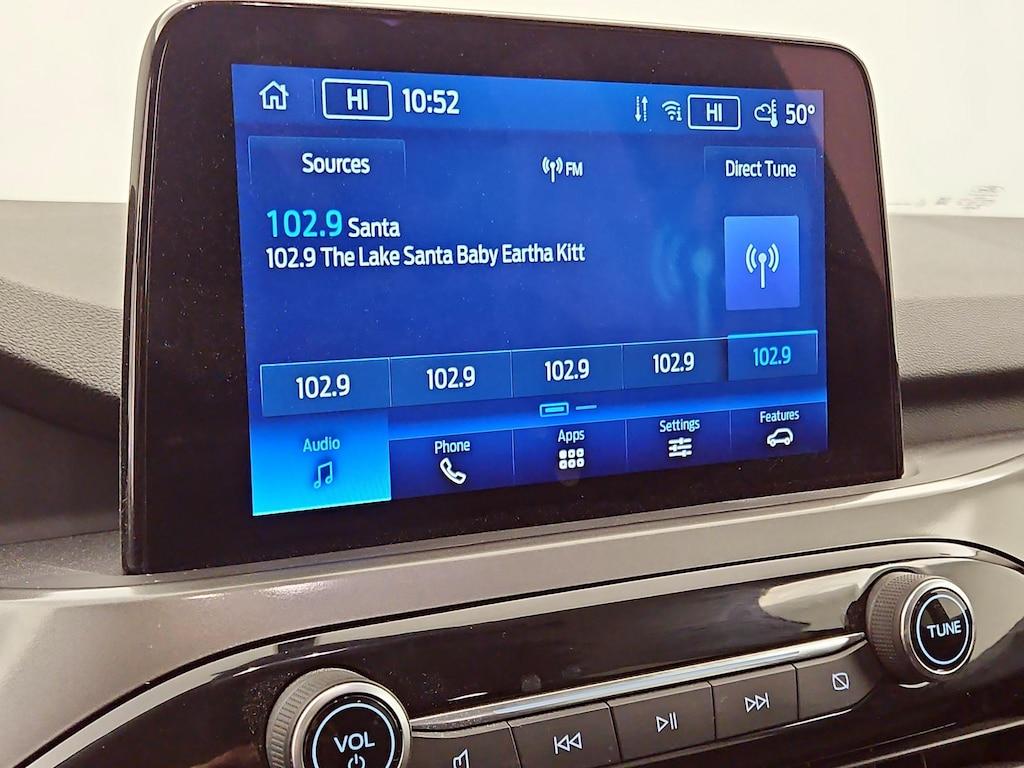 HI 10:52 HI 50°
Sources FM Direct Tune
102.9 Santa
102.9 The Lake Santa Baby Eartha Kitt
102.9 102.9 102.9 102.9 102.9
Audio Phone Apps Settings Features
TUNE
VOL